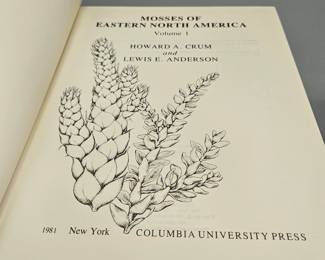 MOSSES OF
EASTERN NORTH AMERICA
Volume 1
HOWARD A. CRUM
and
LEWIS E. ANDERSON
1981 New York COLUMBIA UNIVERSITY PRESS